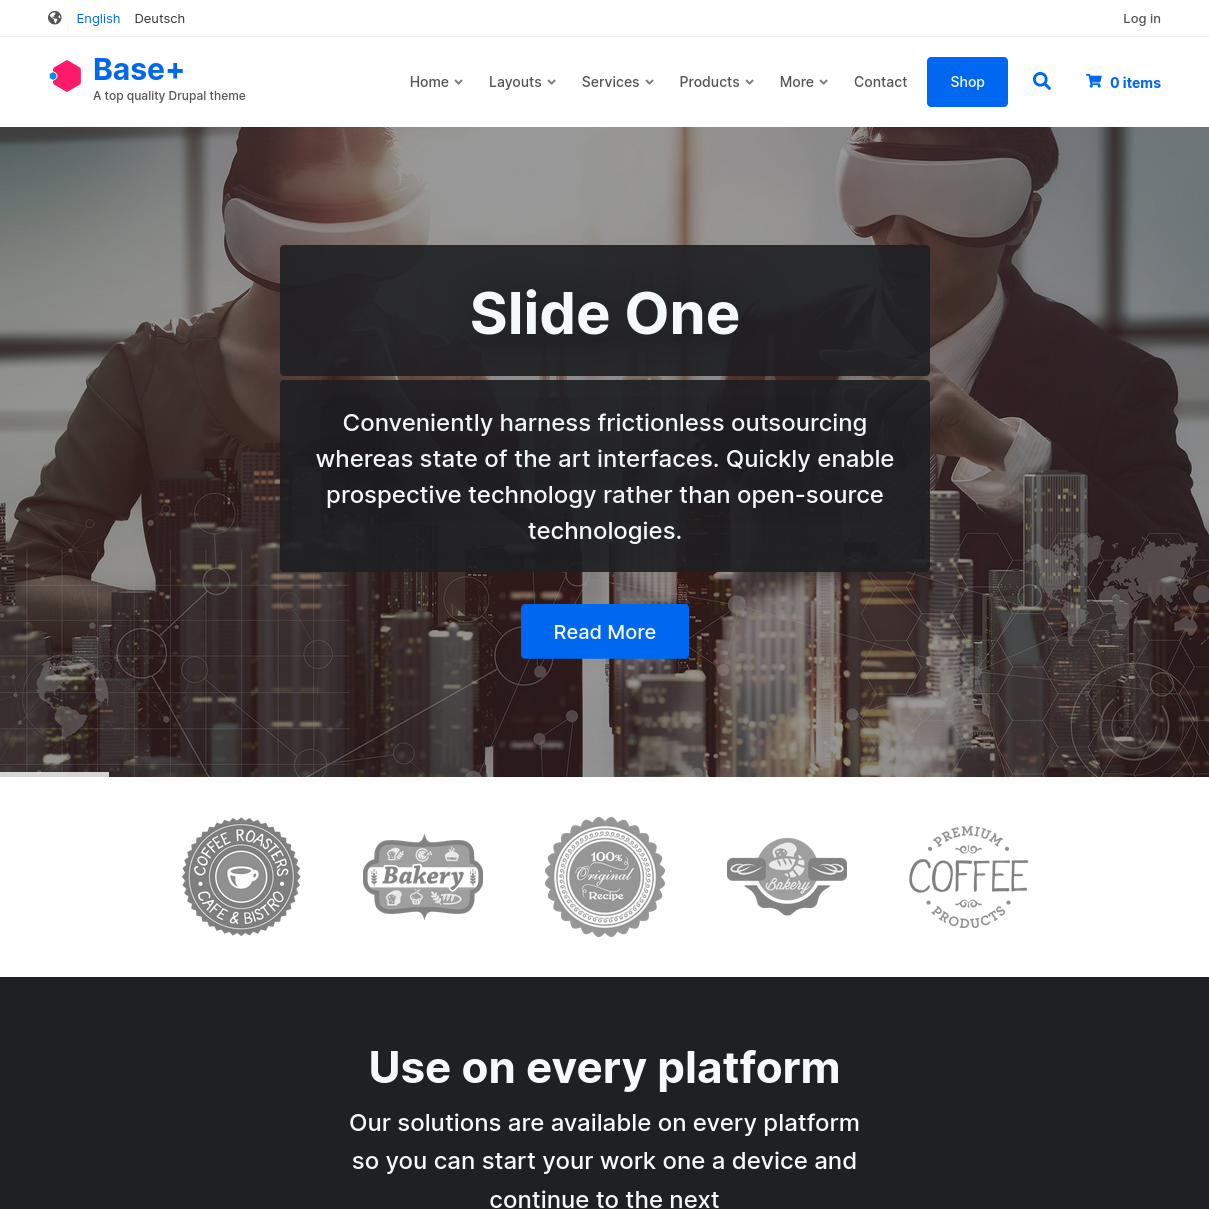 English Deutsch Log in
Base+
A top quality Drupal theme
Home Layouts Services Products More Contact Shop 0 items
Slide One
Conveniently harness frictionless outsourcing
whereas state of the art interfaces. Quickly enable
prospective technology rather than open-source
technologies.
Read More
COFFEE ROASTERS
CAFE & BISTRO
Bakery
100%
Original
Recipe
Bakery
PREMIUM
COFFEE
PRODUCTS
Use on every platform
Our solutions are available on every platform
so you can start your work one a device and
continue to the next